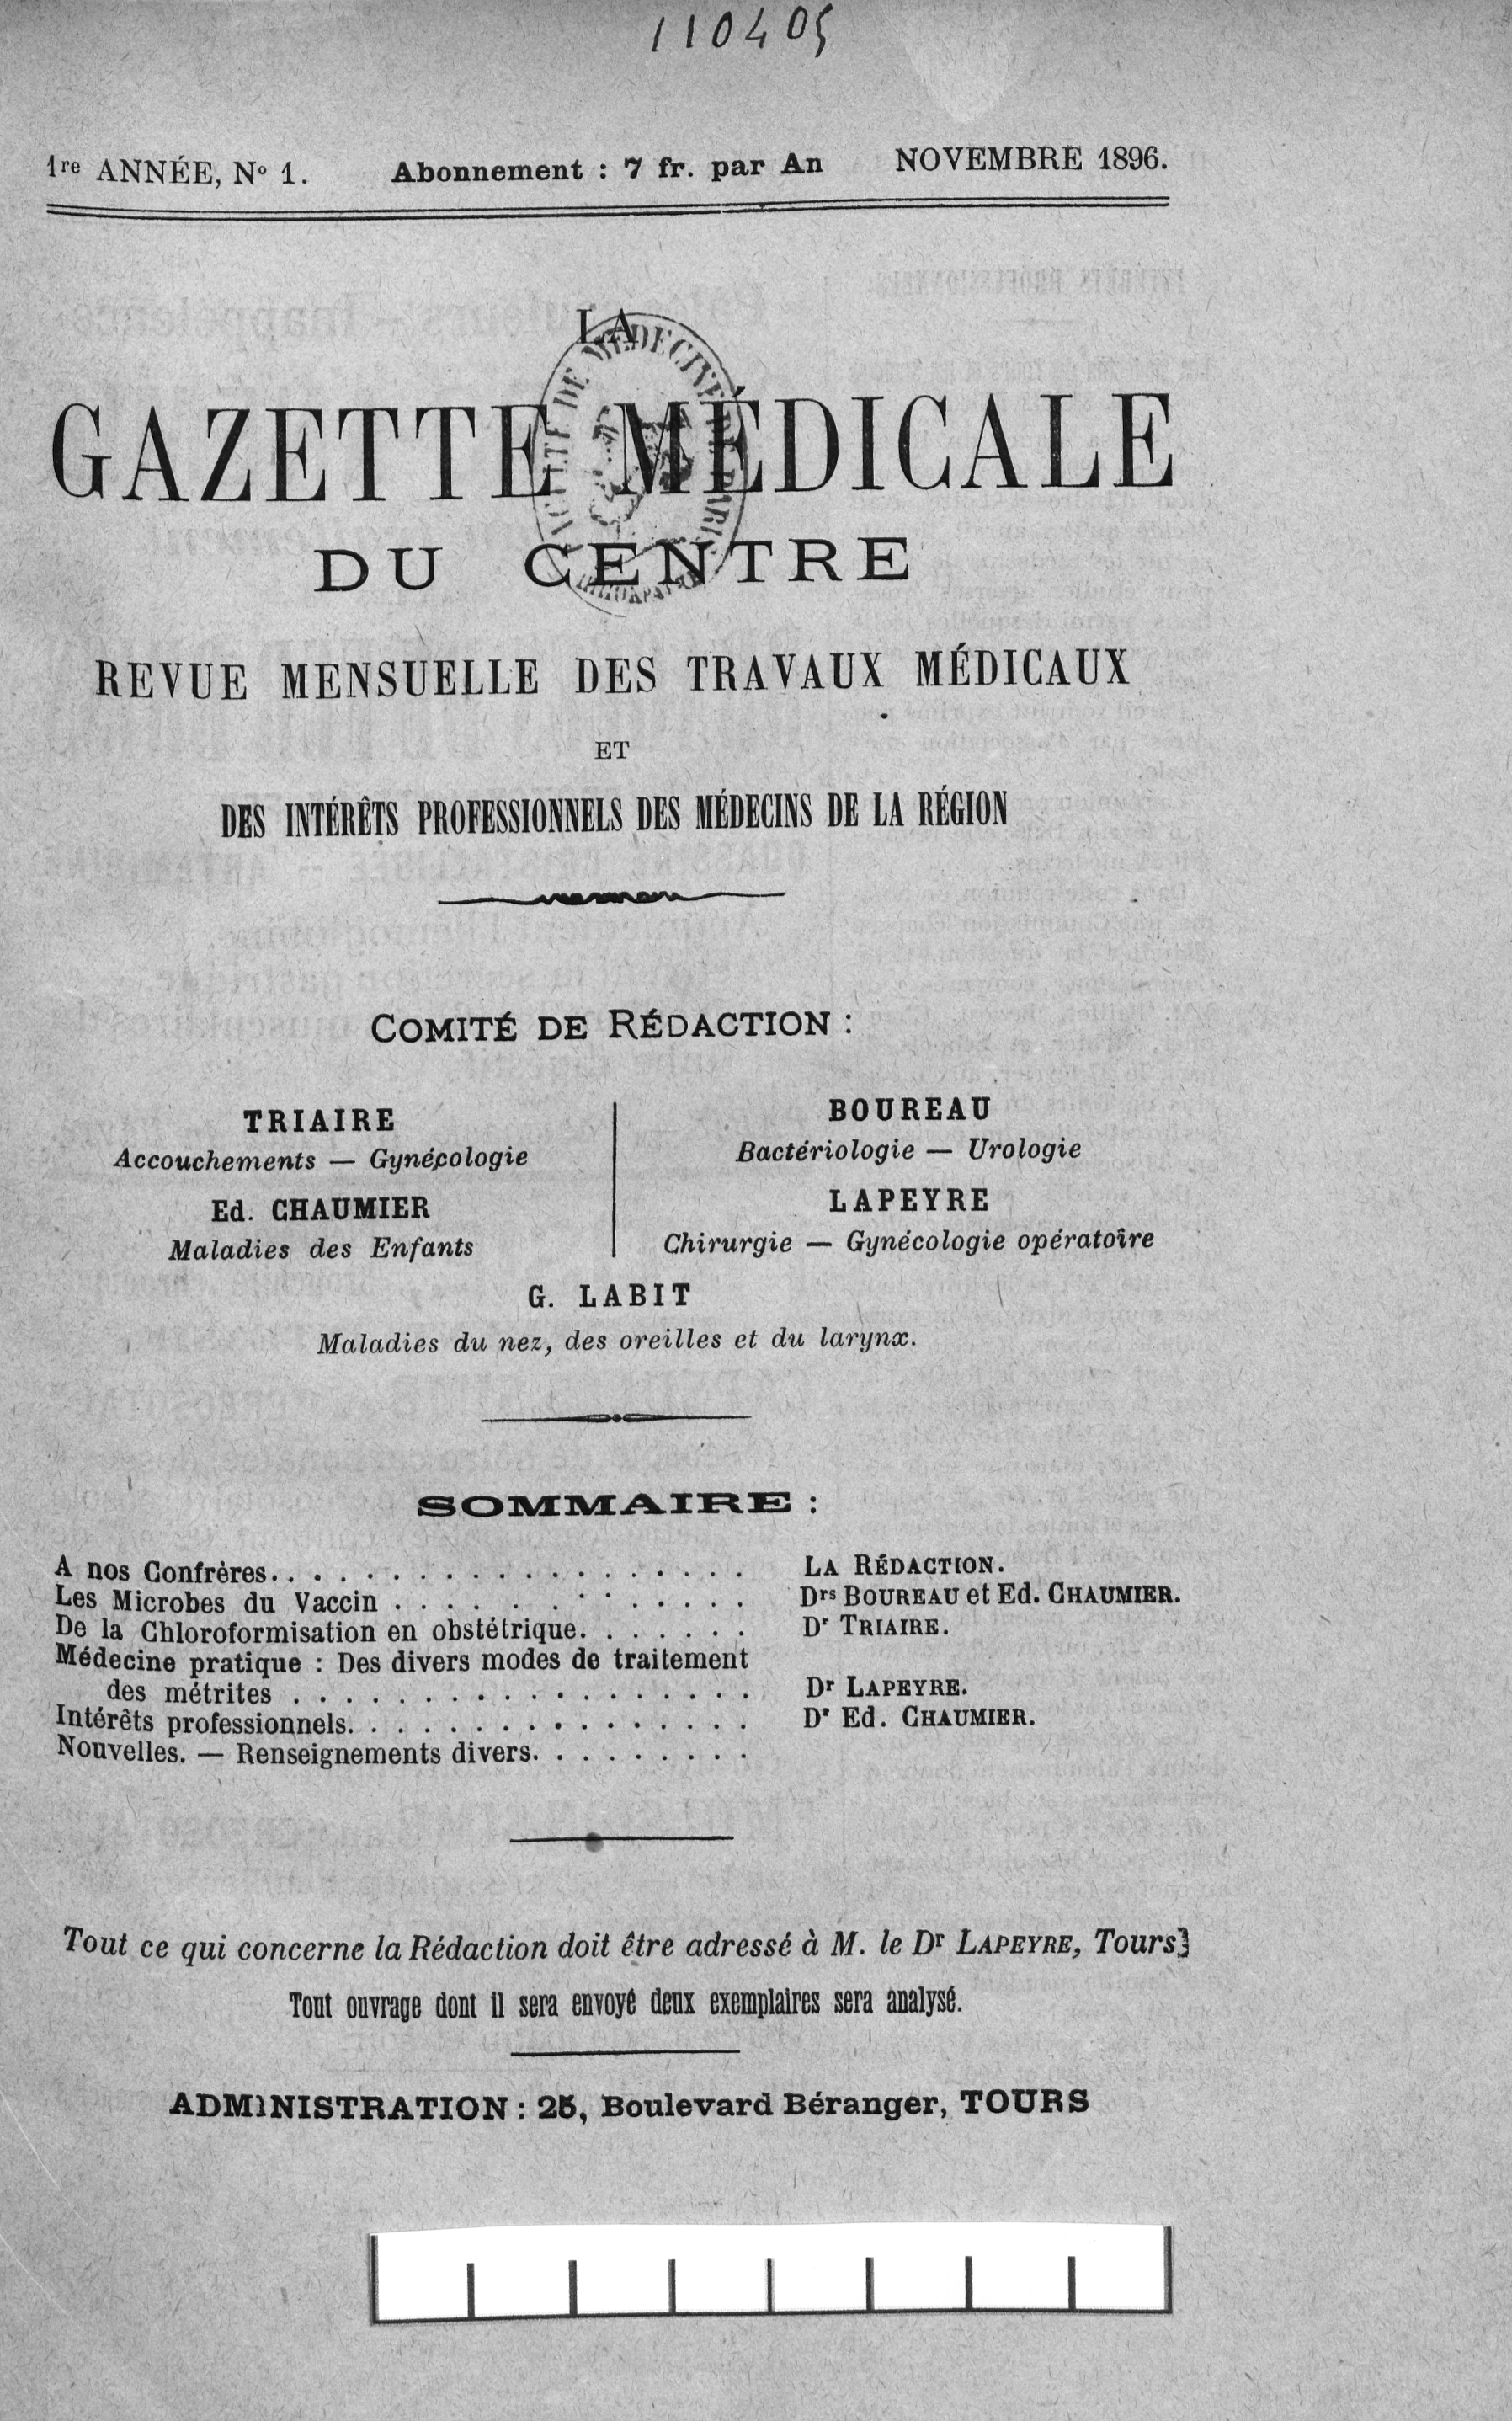 110405
1re ANNÉE, No 1. Abonnement : 7 fr. par An NOVEMBRE 1896.
LA
GAZETTE MÉDICALE
DU CENTRE
REVUE MENSUELLE DES TRAVAUX MÉDICAUX
ET
DES INTÉRÊTS PROFESSIONNELS DES MÉDECINS DE LA RÉGION
COMITÉ DE RÉDACTION :
TRIAIRE
Accouchements — Gynécologie
Ed. CHAUMIER
Maladies des Enfants
BOUREAU
Bactériologie — Urologie
LAPEYRE
Chirurgie — Gynécologie opératoire
G. LABIT
Maladies du nez, des oreilles et du larynx.
SOMMAIRE :
A nos Confrères. . . . . . . . . . . . . . . . . . . LA RÉDACTION.
Les Microbes du Vaccin . . . . . . . . . . . . . . Drs BOUREAU et Ed. CHAUMIER.
De la Chloroformisation en obstétrique. . . . . . . Dr TRIAIRE.
Médecine pratique : Des divers modes de traitement
des métrites . . . . . . . . . . . . . . . . . . Dr LAPEYRE.
Intérêts professionnels. . . . . . . . . . . . . . . . Dr Ed. CHAUMIER.
Nouvelles. — Renseignements divers. . . . . . . . .
Tout ce qui concerne la Rédaction doit être adressé à M. le Dr LAPEYRE, Tours
Tout ouvrage dont il sera envoyé deux exemplaires sera analysé.
ADMINISTRATION : 25, Boulevard Béranger, TOURS